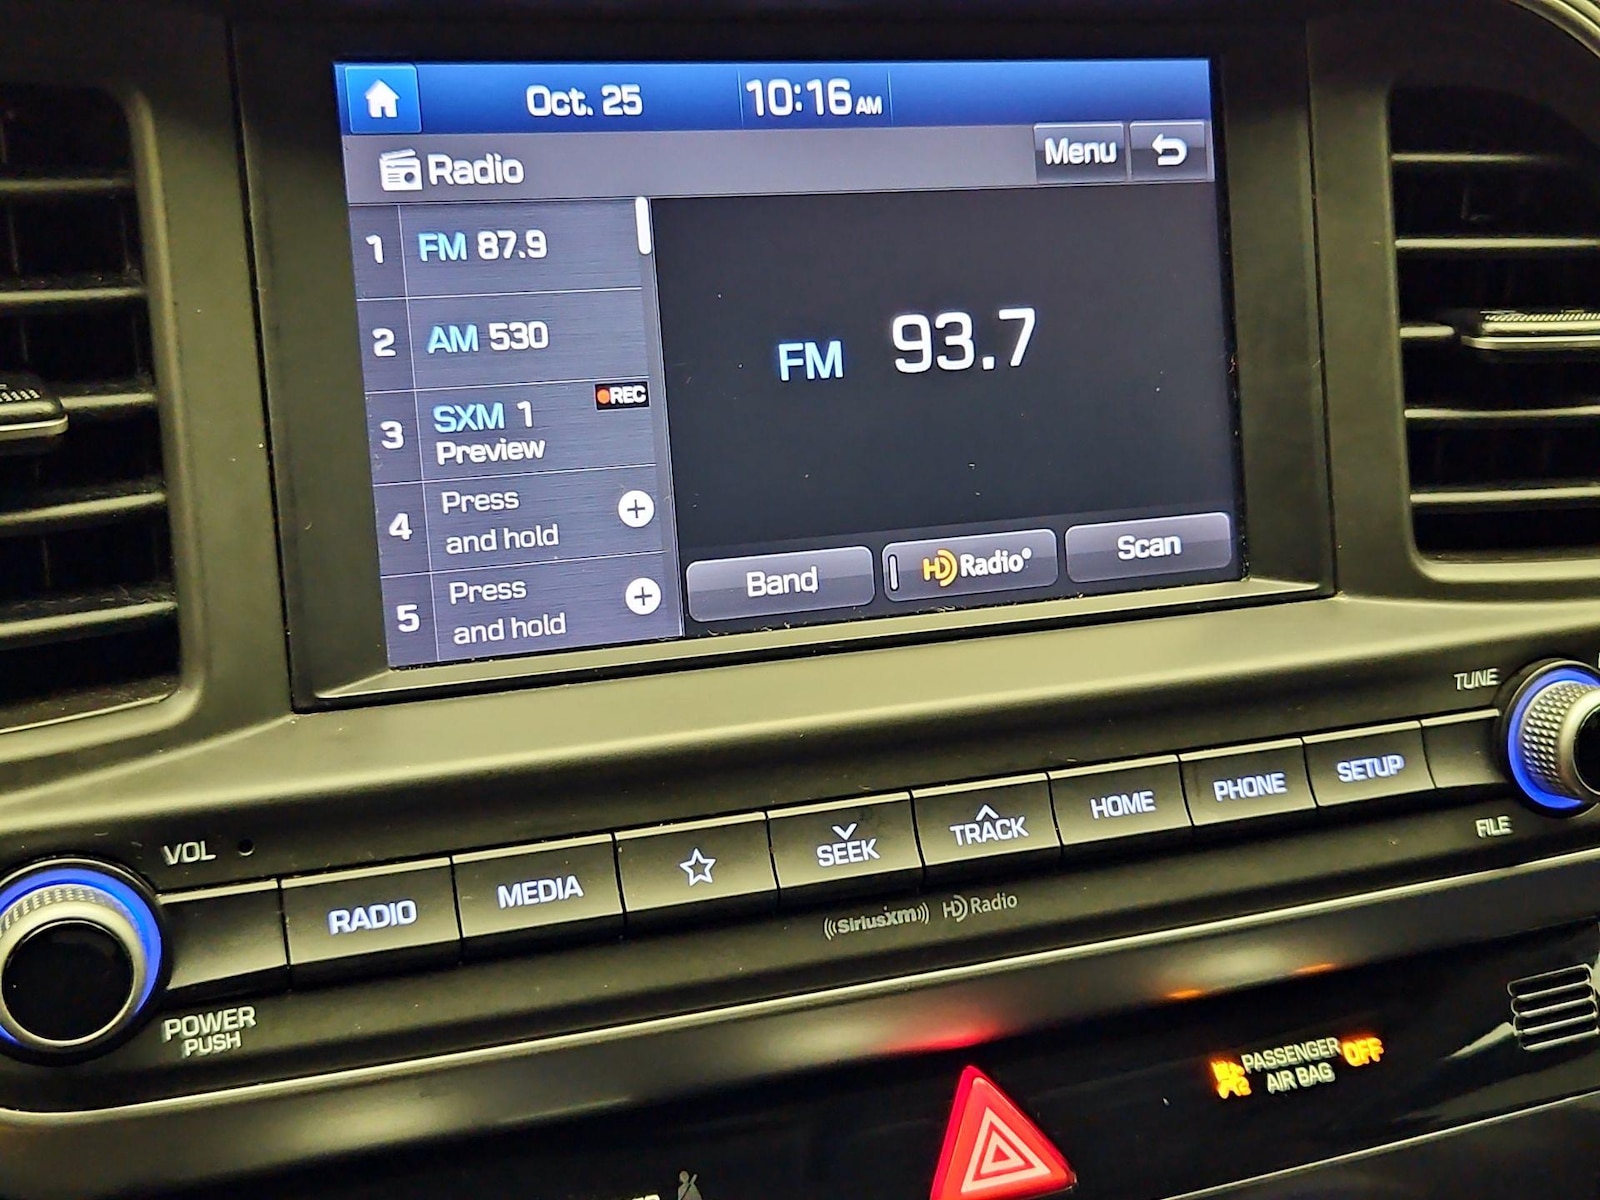 Oct. 25
10:16 AM
Radio
Menu
1 FM 87.9
2 AM 530
3 SXM 1
REC
Preview
4 Press
and hold
5 Press
and hold
FM 93.7
Band
HD Radio®
Scan
TUNE
FILE
VOL
RADIO
MEDIA
SEEK
TRACK
HOME
PHONE
SETUP
POWER
PUSH
SiriusXM HD Radio
PASSENGER OFF
AIR BAG